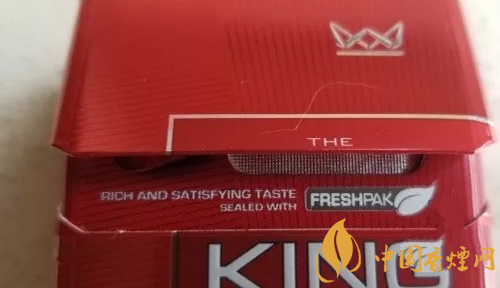 THE
RICH AND SATISFYING TASTE
SEALED WITH
FRESHPAK
KING
中国香烟网